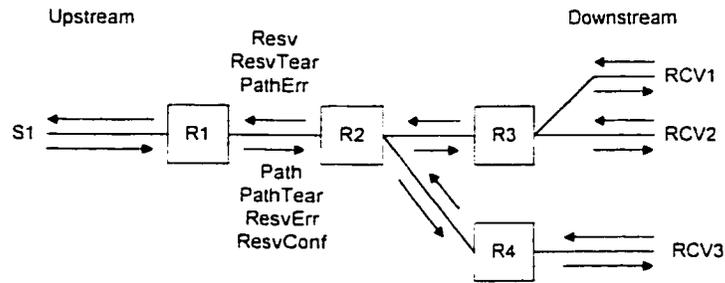 Upstream
Downstream
Resv
ResvTear
PathErr
RCV1
S1
R1
R2
R3
RCV2
Path
PathTear
ResvErr
ResvConf
R4
RCV3